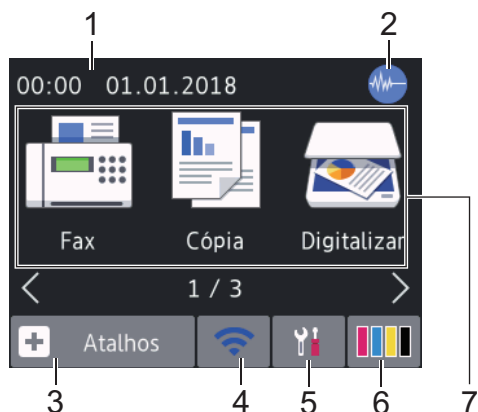 1 2
00:00 01.01.2018
Fax Cópia Digitalizar
1 / 3
Atalhos
3 4 5 6 7